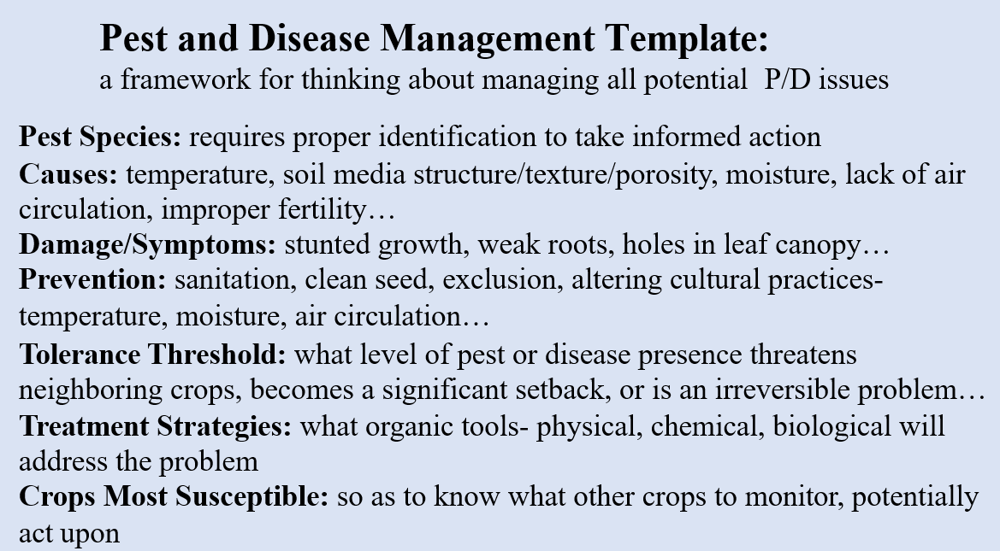 Pest and Disease Management Template:
a framework for thinking about managing all potential  P/D issues
Pest Species: requires proper identification to take informed action
Causes: temperature, soil media structure/texture/porosity, moisture, lack of air
circulation, improper fertility…
Damage/Symptoms: stunted growth, weak roots, holes in leaf canopy…
Prevention: sanitation, clean seed, exclusion, altering cultural practices-
temperature, moisture, air circulation…
Tolerance Threshold: what level of pest or disease presence threatens
neighboring crops, becomes a significant setback, or is an irreversible problem…
Treatment Strategies: what organic tools- physical, chemical, biological will
address the problem
Crops Most Susceptible: so as to know what other crops to monitor, potentially
act upon